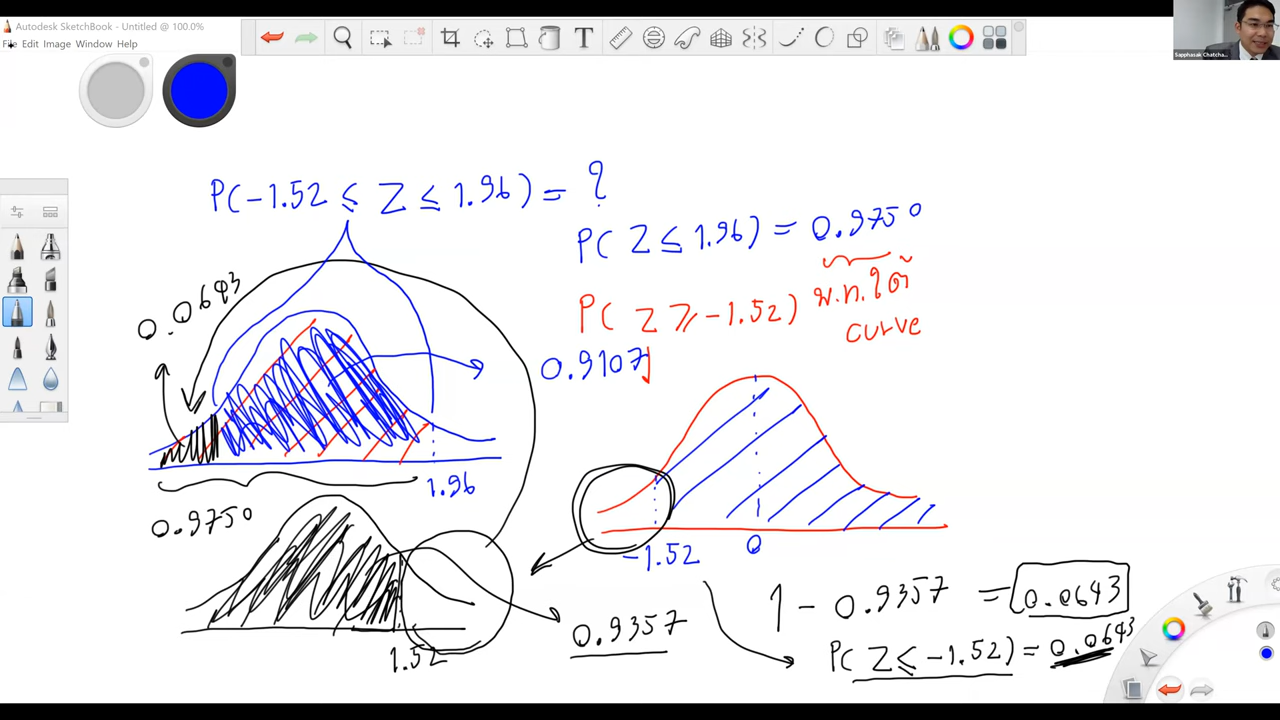 Autodesk SketchBook - Untitled @ 100.0%
File Edit Image Window Help
Sapphasak Chatcha...
P(-1.52 ≤ Z ≤ 1.96) = ?
P( Z ≤ 1.96) = 0.9750
พ.ท.ใต้
curve
P( Z ≥ -1.52)
0.9107
0.0643
1.96
0.9750
-1.52
0
1.52
0.9357
1 - 0.9357 = 0.0643
P( Z ≤ -1.52) = 0.0643